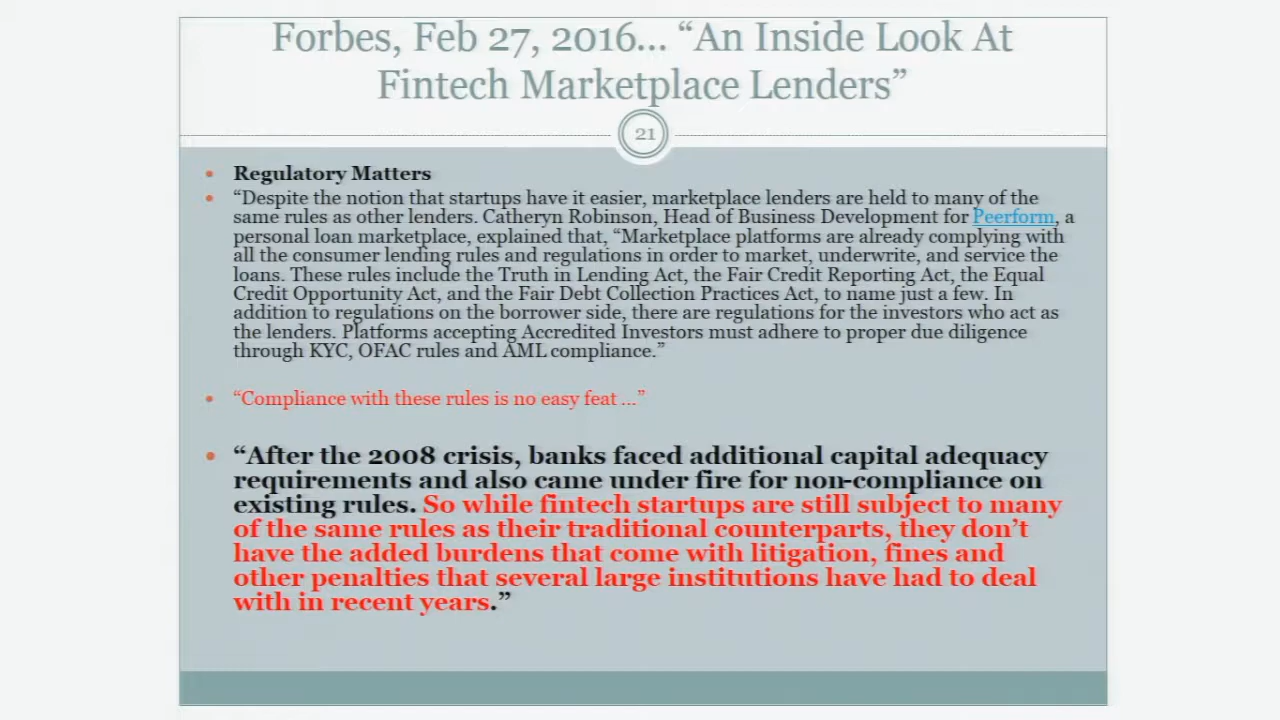 Forbes, Feb 27, 2016… “An Inside Look At
Fintech Marketplace Lenders”
21
• Regulatory Matters
• “Despite the notion that startups have it easier, marketplace lenders are held to many of the
same rules as other lenders. Catheryn Robinson, Head of Business Development for Peerform, a
personal loan marketplace, explained that, “Marketplace platforms are already complying with
all the consumer lending rules and regulations in order to market, underwrite, and service the
loans. These rules include the Truth in Lending Act, the Fair Credit Reporting Act, the Equal
Credit Opportunity Act, and the Fair Debt Collection Practices Act, to name just a few. In
addition to regulations on the borrower side, there are regulations for the investors who act as
the lenders. Platforms accepting Accredited Investors must adhere to proper due diligence
through KYC, OFAC rules and AML compliance.”
• “Compliance with these rules is no easy feat …”
• “After the 2008 crisis, banks faced additional capital adequacy
requirements and also came under fire for non-compliance on
existing rules. So while fintech startups are still subject to many
of the same rules as their traditional counterparts, they don’t
have the added burdens that come with litigation, fines and
other penalties that several large institutions have had to deal
with in recent years.”